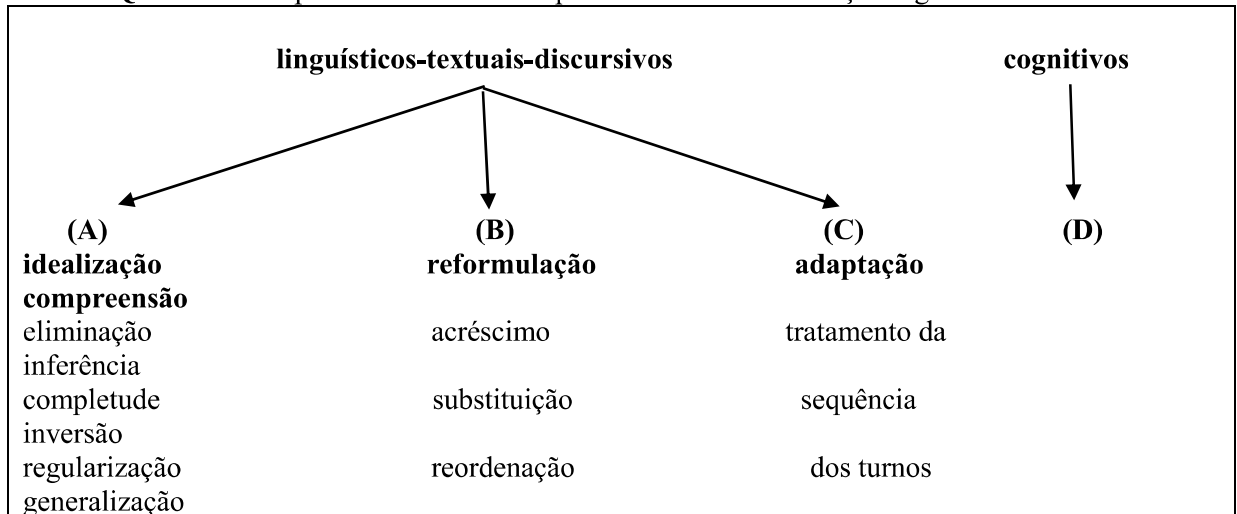 linguísticos-textuais-discursivos cognitivos
(A) (B) (C) (D)
idealização reformulação adaptação
compreensão
eliminação acréscimo tratamento da
inferência
completude substituição sequência
inversão
regularização reordenação dos turnos
generalização